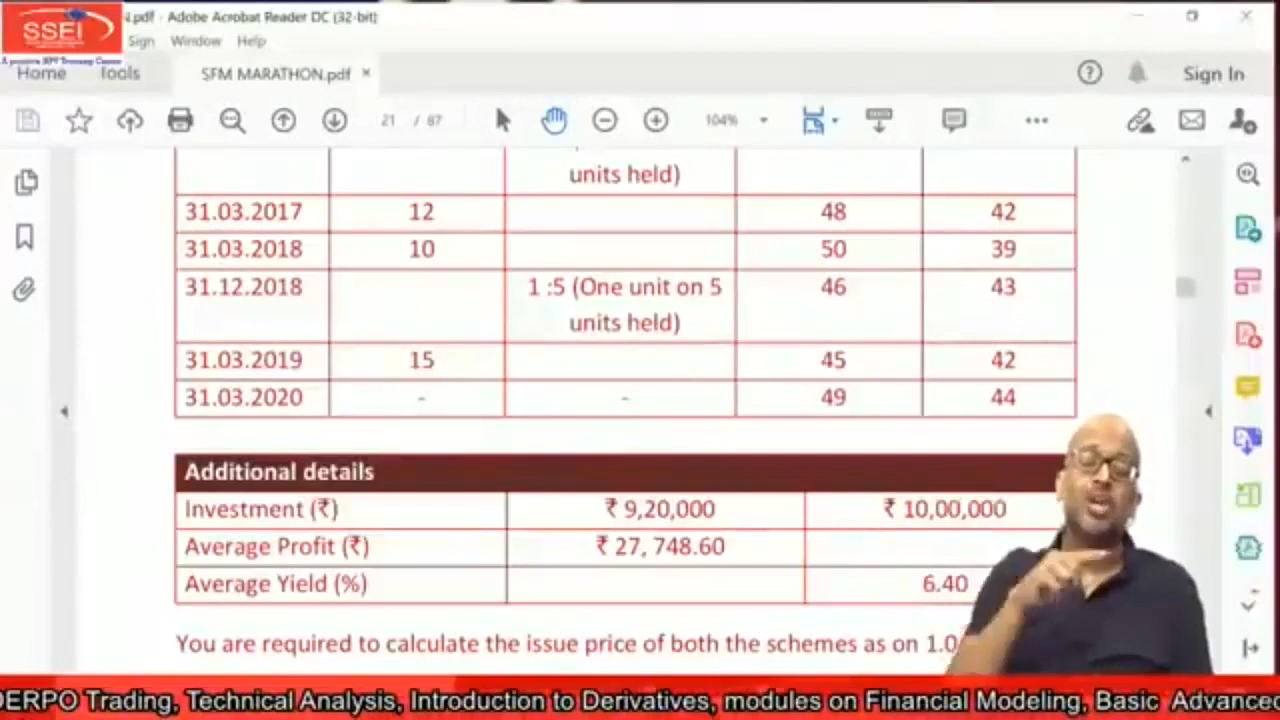 SSEI
.pdf - Adobe Acrobat Reader DC (32-bit)
Sign Window Help
Home Tools SFM MARATHON.pdf × Sign In
21 / 87 104%
units held)
31.03.2017 12 48 42
31.03.2018 10 50 39
31.12.2018 1 :5 (One unit on 5 46 43
units held)
31.03.2019 15 45 42
31.03.2020 - - 49 44
Additional details
Investment (₹) ₹ 9,20,000 ₹ 10,00,000
Average Profit (₹) ₹ 27, 748.60
Average Yield (%) 6.40
You are required to calculate the issue price of both the schemes as on 1.0
DERPO Trading, Technical Analysis, Introduction to Derivatives, modules on Financial Modeling, Basic Advanced